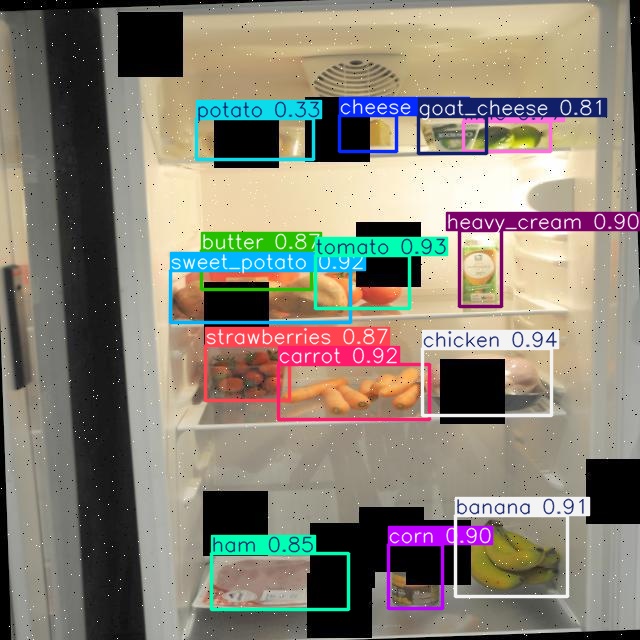 potato 0.33
cheese
goat_cheese 0.81
heavy_cream 0.90
butter 0.87
tomato 0.93
sweet_potato 0.92
strawberries 0.87
chicken 0.94
carrot 0.92
banana 0.91
corn 0.90
ham 0.85